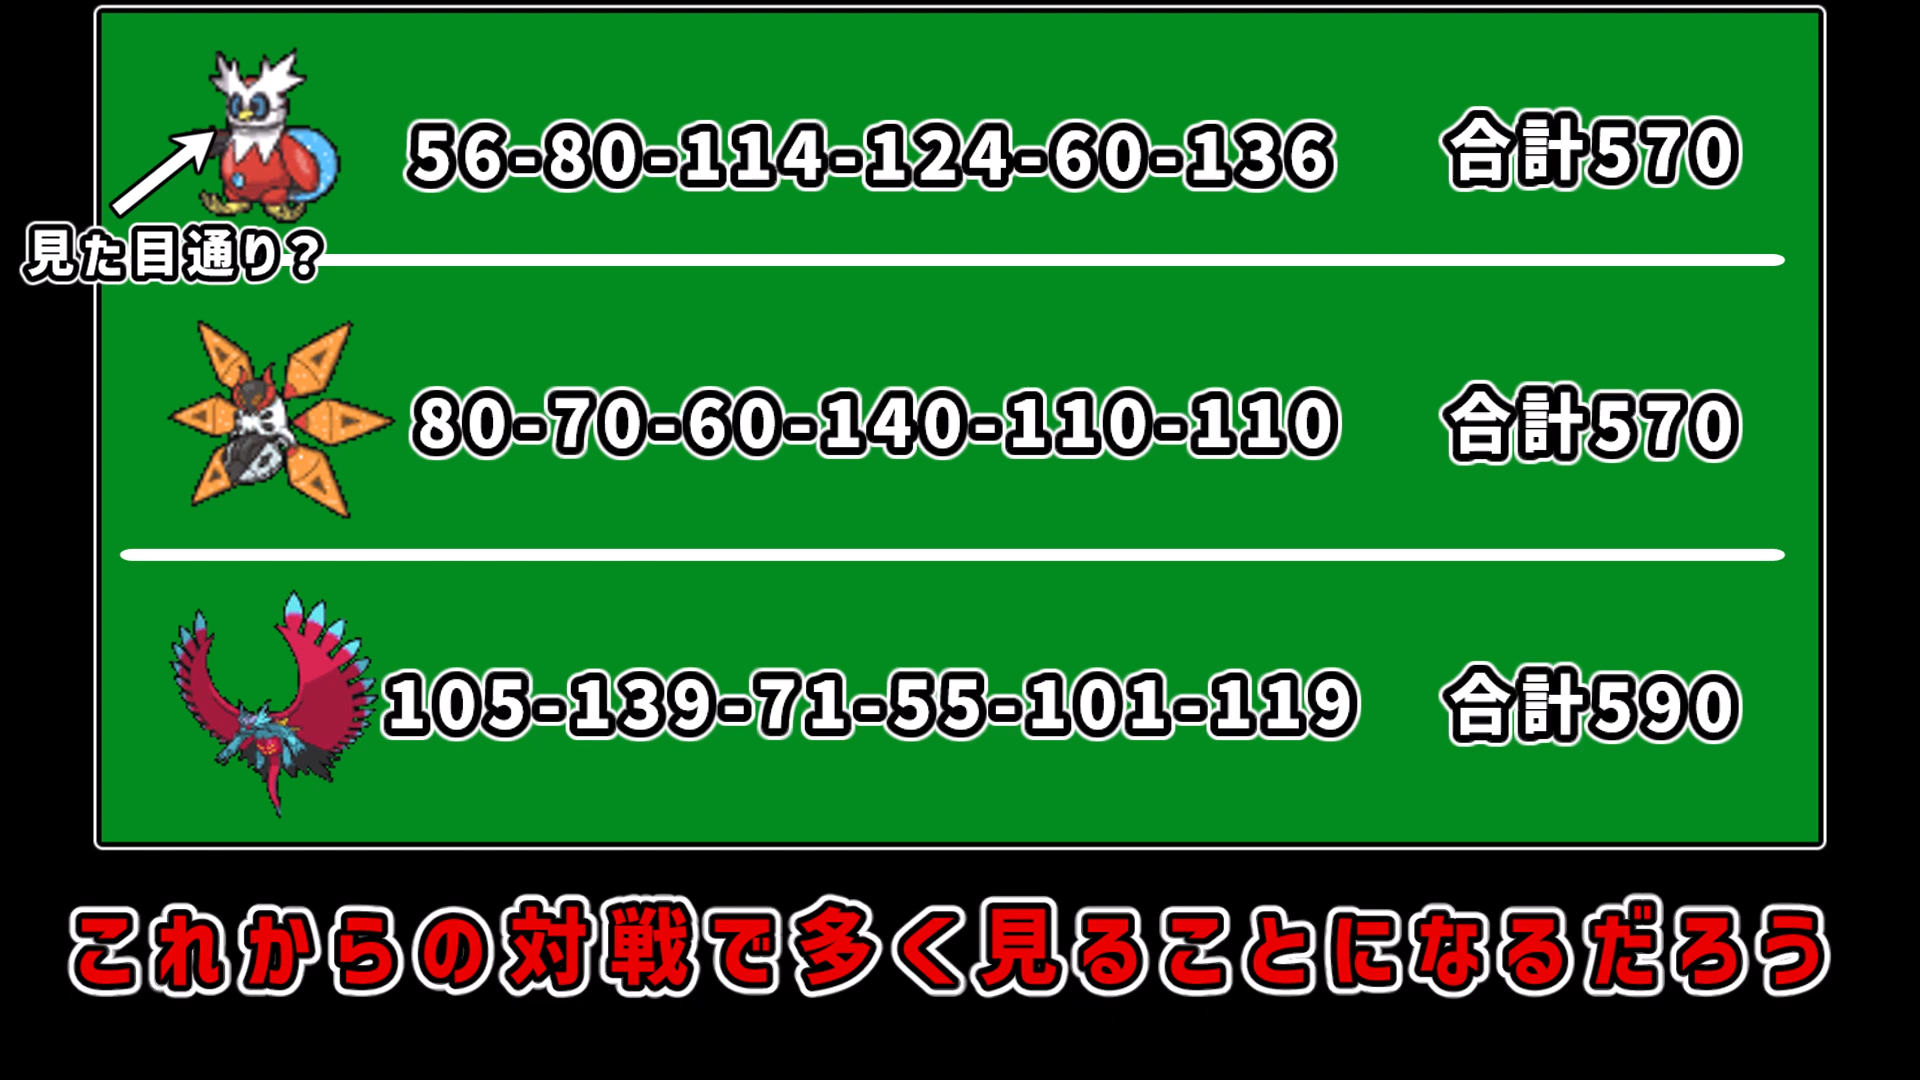 56-80-114-124-60-136 合計570
見た目通り?
80-70-60-140-110-110 合計570
105-139-71-55-101-119 合計590
これからの対戦で多く見ることになるだろう